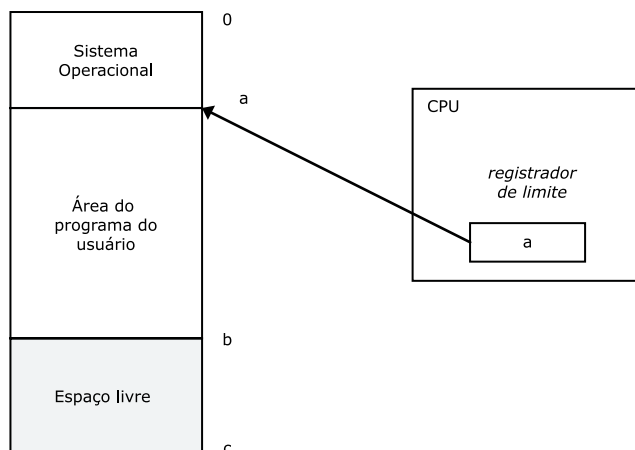 0
Sistema
Operacional
a
CPU
registrador
de limite
a
Área do
programa do
usuário
b
Espaço livre
c